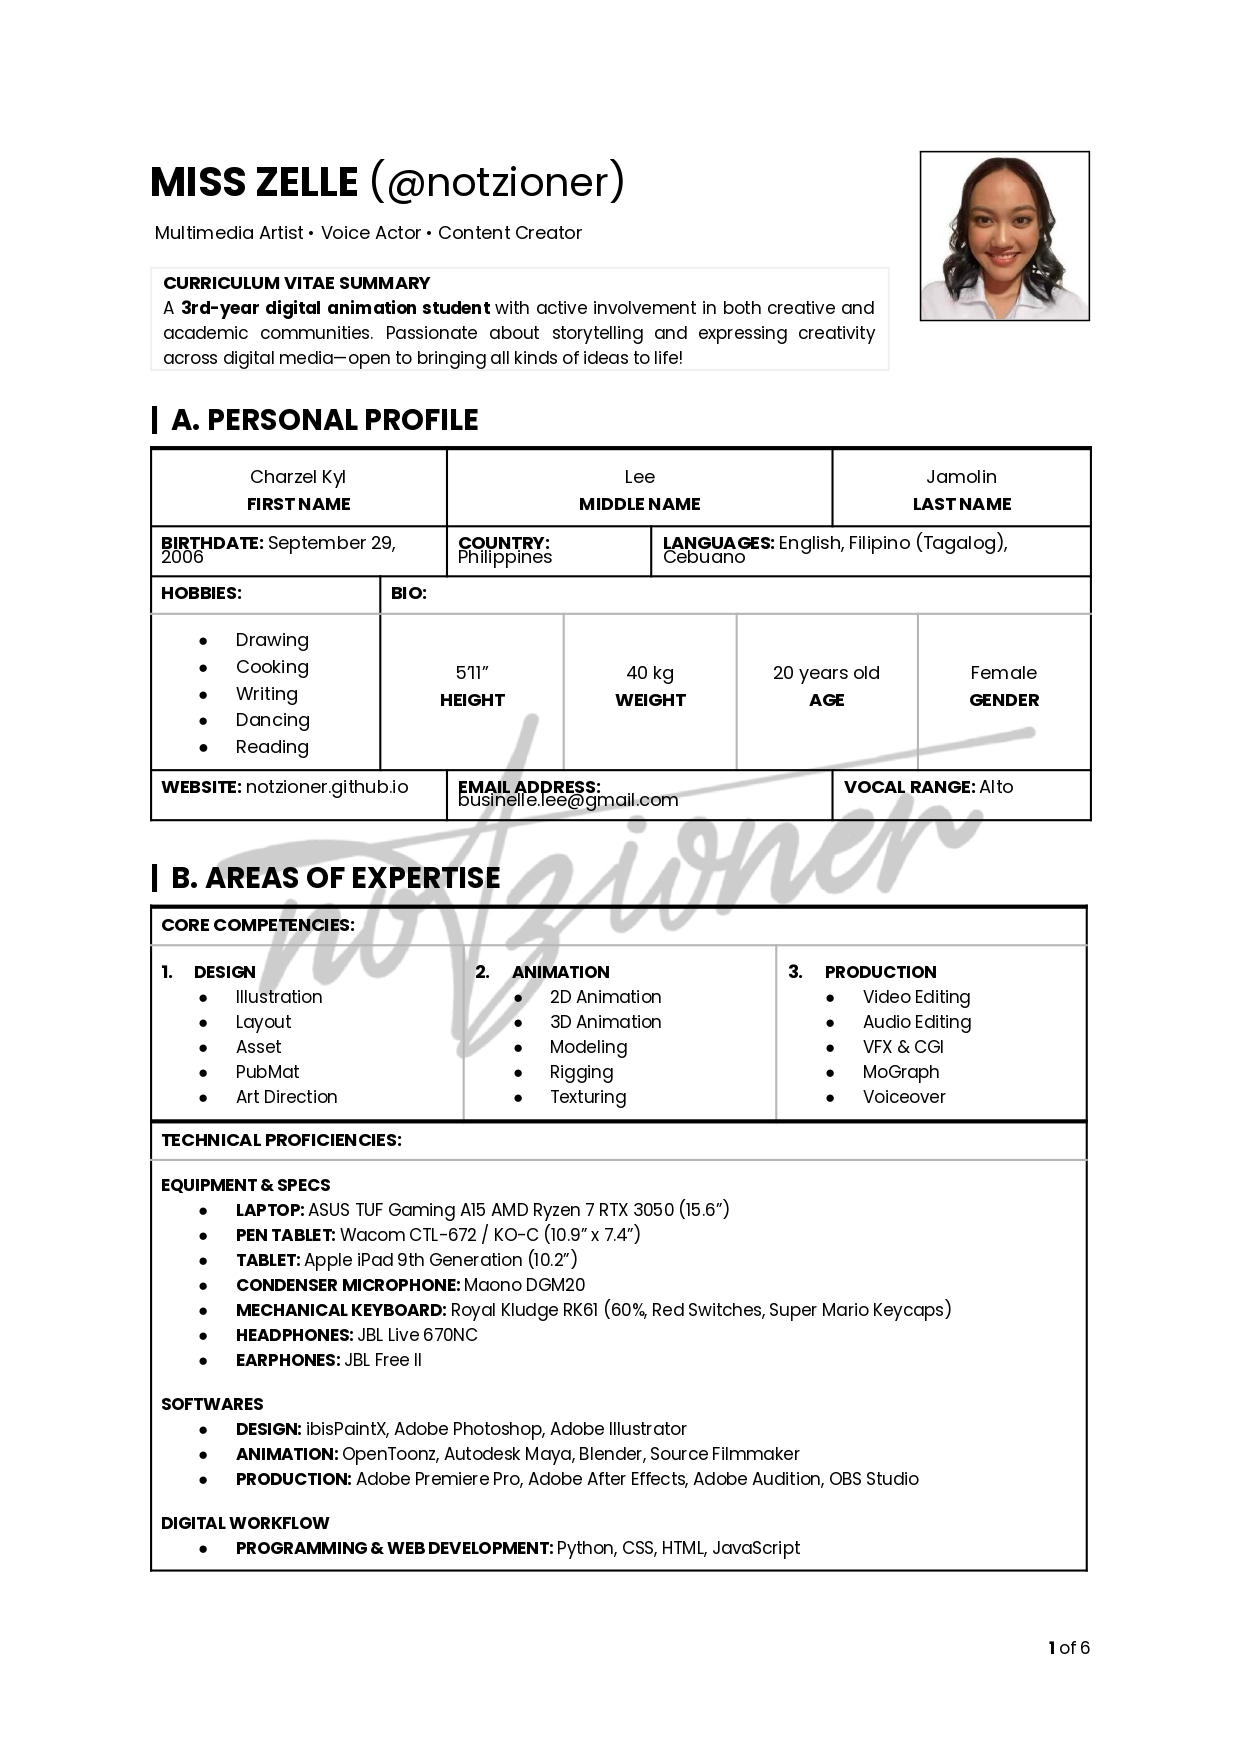 MISS ZELLE (@notzioner)
Multimedia Artist • Voice Actor • Content Creator
CURRICULUM VITAE SUMMARY
A 3rd-year digital animation student with active involvement in both creative and
academic communities. Passionate about storytelling and expressing creativity
across digital media—open to bringing all kinds of ideas to life!
A. PERSONAL PROFILE
Charzel Kyl
FIRST NAME
Lee
MIDDLE NAME
Jamolin
LAST NAME
BIRTHDATE: September 29,
2006
COUNTRY:
Philippines
LANGUAGES: English, Filipino (Tagalog),
Cebuano
HOBBIES:
BIO:
● Drawing
● Cooking
● Writing
● Dancing
● Reading
5'11”
HEIGHT
40 kg
WEIGHT
20 years old
AGE
Female
GENDER
WEBSITE: notzioner.github.io
EMAIL ADDRESS:
businelle.lee@gmail.com
VOCAL RANGE: Alto
notzioner
B. AREAS OF EXPERTISE
CORE COMPETENCIES:
1. DESIGN
● Illustration
● Layout
● Asset
● PubMat
● Art Direction
2. ANIMATION
● 2D Animation
● 3D Animation
● Modeling
● Rigging
● Texturing
3. PRODUCTION
● Video Editing
● Audio Editing
● VFX & CGI
● MoGraph
● Voiceover
TECHNICAL PROFICIENCIES:
EQUIPMENT & SPECS
● LAPTOP: ASUS TUF Gaming A15 AMD Ryzen 7 RTX 3050 (15.6”)
● PEN TABLET: Wacom CTL-672 / KO-C (10.9” x 7.4”)
● TABLET: Apple iPad 9th Generation (10.2”)
● CONDENSER MICROPHONE: Maono DGM20
● MECHANICAL KEYBOARD: Royal Kludge RK61 (60%, Red Switches, Super Mario Keycaps)
● HEADPHONES: JBL Live 670NC
● EARPHONES: JBL Free II
SOFTWARES
● DESIGN: ibisPaintX, Adobe Photoshop, Adobe Illustrator
● ANIMATION: OpenToonz, Autodesk Maya, Blender, Source Filmmaker
● PRODUCTION: Adobe Premiere Pro, Adobe After Effects, Adobe Audition, OBS Studio
DIGITAL WORKFLOW
● PROGRAMMING & WEB DEVELOPMENT: Python, CSS, HTML, JavaScript
1 of 6